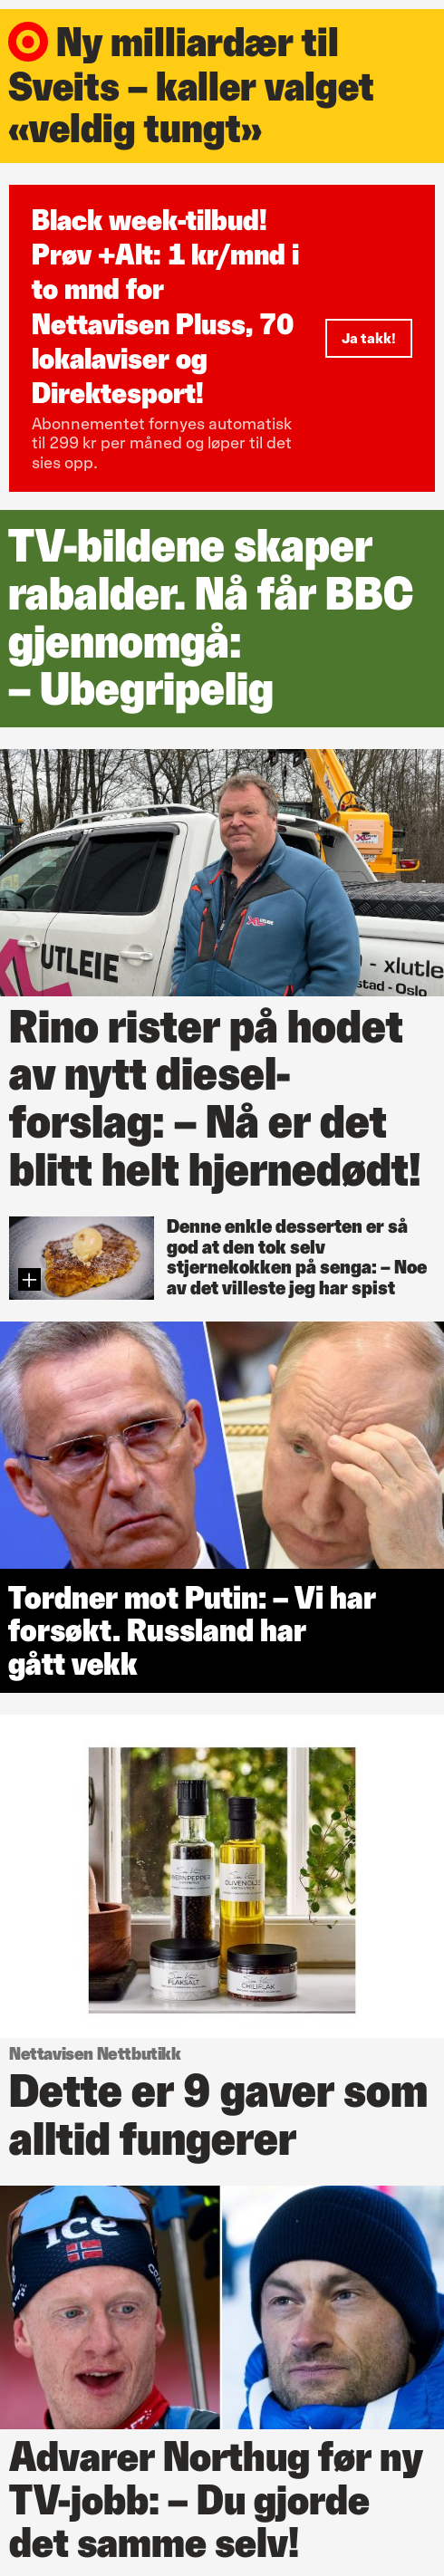 Ny milliardær til
Sveits – kaller valget
«veldig tungt»
Black week-tilbud!
Prøv +Alt: 1 kr/mnd i
to mnd for
Nettavisen Pluss, 70
lokalaviser og
Direktesport!
Ja takk!
Abonnementet fornyes automatisk
til 299 kr per måned og løper til det
sies opp.
TV-bildene skaper
rabalder. Nå får BBC
gjennomgå:
– Ubegripelig
UTLEIE
- xlutle
stad - Oslo
Rino rister på hodet
av nytt diesel-
forslag: – Nå er det
blitt helt hjernedødt!
Denne enkle desserten er så
god at den tok selv
stjernekokken på senga: – Noe
av det villeste jeg har spist
Tordner mot Putin: – Vi har
forsøkt. Russland har
gått vekk
OLIVENOLJE
FLAKSALT
CHILIFLAK
Nettavisen Nettbutikk
Dette er 9 gaver som
alltid fungerer
ice
Advarer Northug før ny
TV-jobb: – Du gjorde
det samme selv!